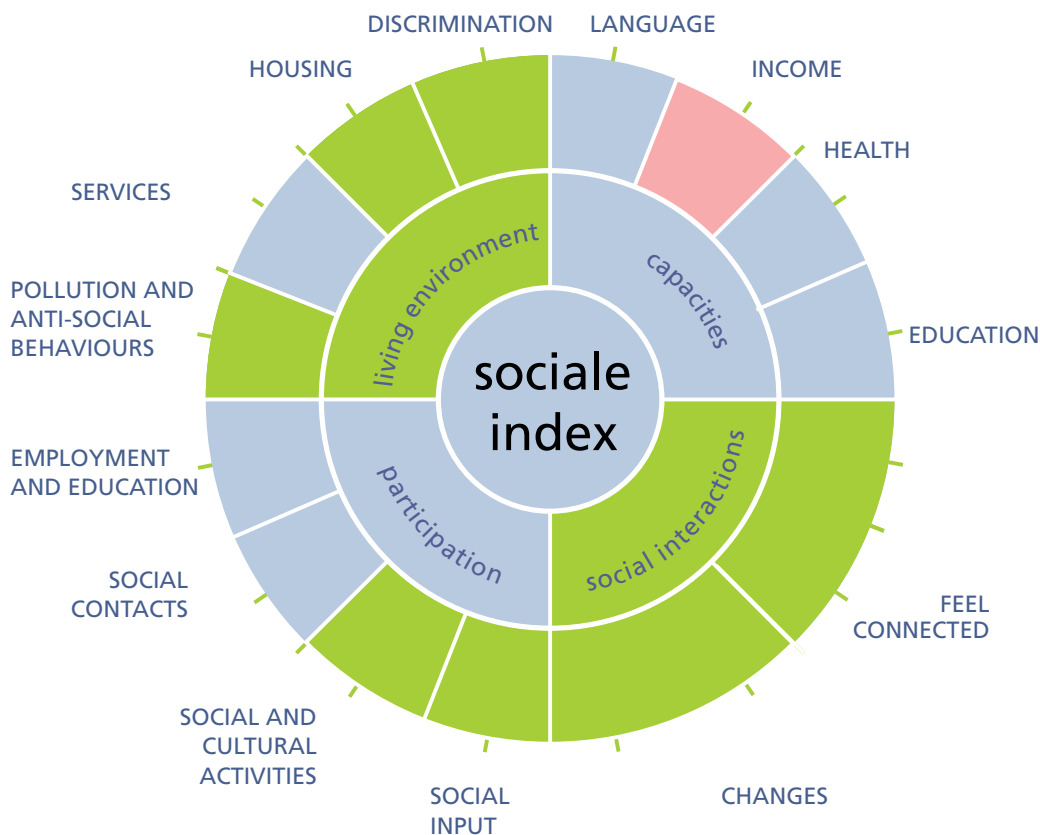 DISCRIMINATION
LANGUAGE
HOUSING
INCOME
HEALTH
SERVICES
living environment
capacities
POLLUTION AND
ANTI-SOCIAL
BEHAVIOURS
EDUCATION
sociale
index
EMPLOYMENT
AND EDUCATION
participation
social interactions
SOCIAL
CONTACTS
FEEL
CONNECTED
SOCIAL AND
CULTURAL
ACTIVITIES
SOCIAL
INPUT
CHANGES